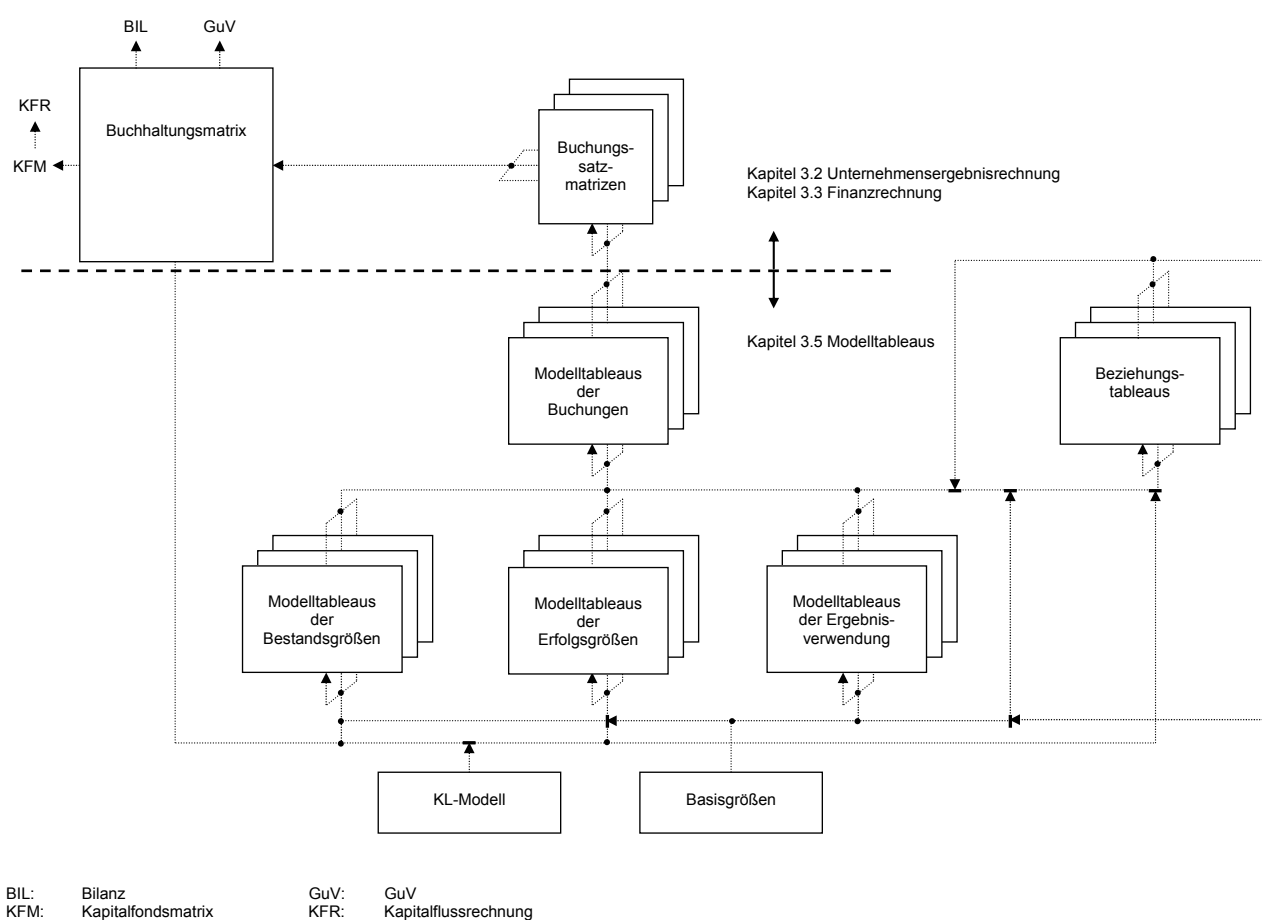 BIL GuV
KFR
Buchhaltungsmatrix
KFM
Buchungs-
satz-
matrizen
Kapitel 3.2 Unternehmensergebnisrechnung
Kapitel 3.3 Finanzrechnung
Kapitel 3.5 Modelltableaus
Modelltableaus
der
Buchungen
Beziehungs-
tableaus
Modelltableaus
der
Bestandsgrößen
Modelltableaus
der
Erfolgsgrößen
Modelltableaus
der Ergebnis-
verwendung
KL-Modell
Basisgrößen
BIL: Bilanz GuV: GuV
KFM: Kapitalfondsmatrix KFR: Kapitalflussrechnung